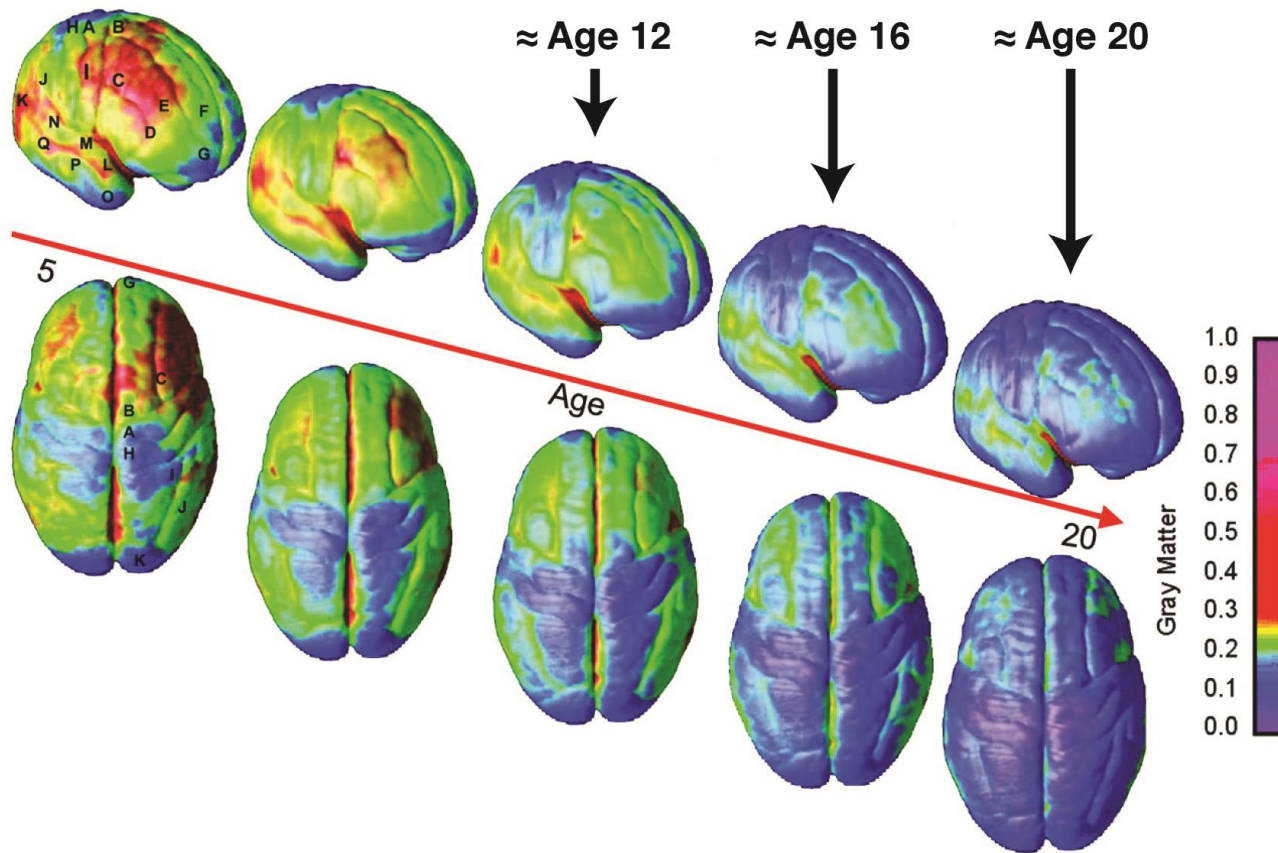 ≈ Age 12
≈ Age 16
≈ Age 20
H A B
I
C
J
K
E
F
N
D
Q
M
G
P
L
O
5
Age
20
G
C
B
A
H
I
J
K
Gray Matter
1.0
0.9
0.8
0.7
0.6
0.5
0.4
0.3
0.2
0.1
0.0